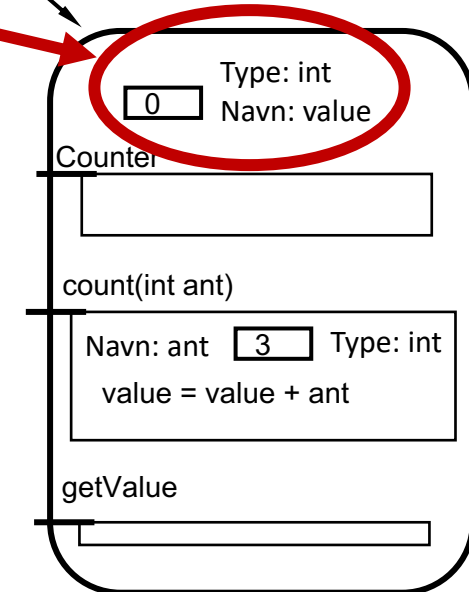 Type: int
0 Navn: value
Counter
count(int ant)
Navn: ant 3 Type: int
value = value + ant
getValue